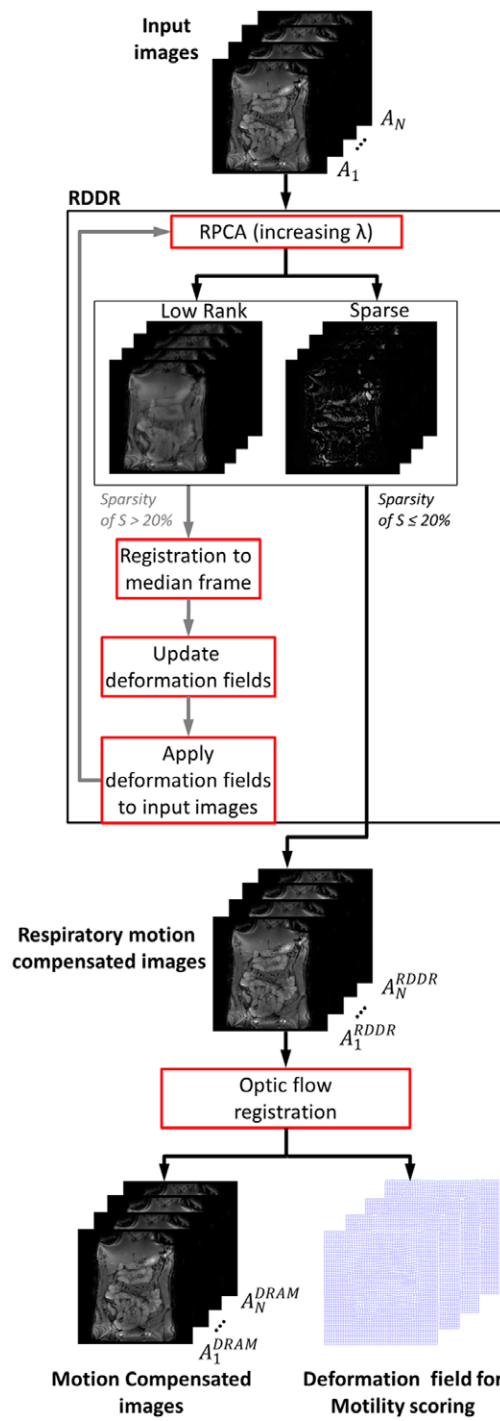 Input
images
A_N
...
A_1
RDDR
RPCA (increasing λ)
Low Rank
Sparse
Sparsity
of S > 20%
Sparsity
of S ≤ 20%
Registration to
median frame
Update
deformation fields
Apply
deformation fields
to input images
Respiratory motion
compensated images
A_N^RDDR
...
A_1^RDDR
Optic flow
registration
A_N^DRAM
...
A_1^DRAM
Motion Compensated
images
Deformation field for
Motility scoring